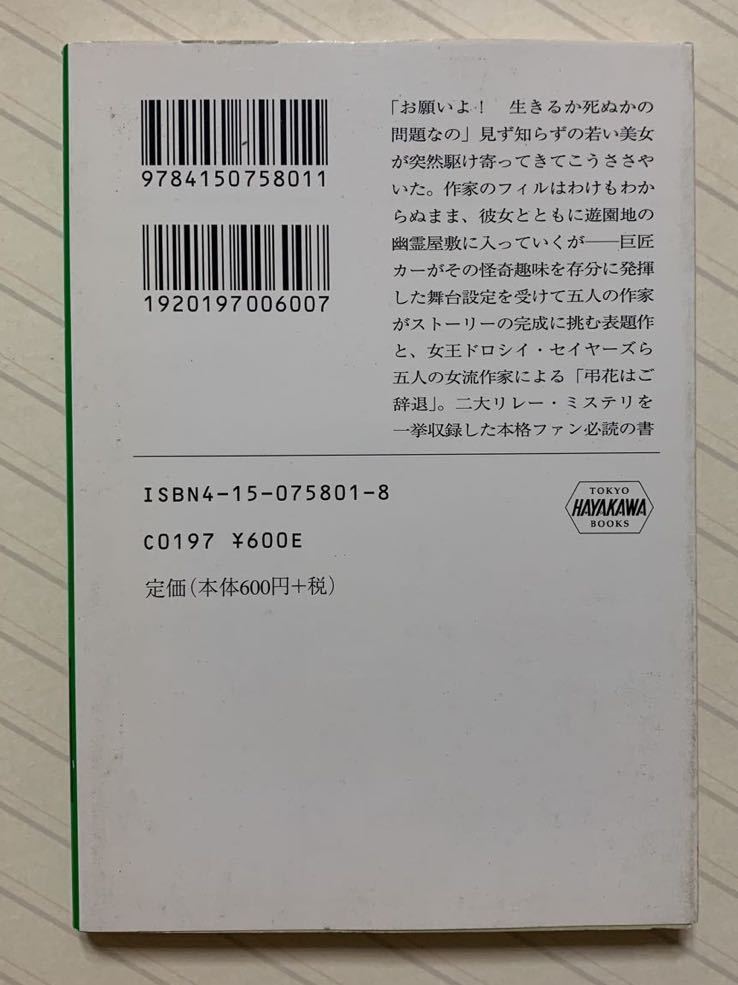 9784150758011
1920197006007
「お願いよ！　生きるか死ぬかの
問題なの」見ず知らずの若い美女
が突然駆け寄ってきてこうささや
いた。作家のフィルはわけもわか
らぬまま、彼女とともに遊園地の
幽霊屋敷に入っていくが――巨匠
カーがその怪奇趣味を存分に発揮
した舞台設定を受けて五人の作家
がストーリーの完成に挑む表題作
と、女王ドロシイ・セイヤーズら
五人の女流作家による「弔花はご
辞退」。二大リレー・ミステリを
一挙収録した本格ファン必読の書
ISBN4-15-075801-8
C0197 ¥600E
定価（本体600円+税）
TOKYO
HAYAKAWA
BOOKS